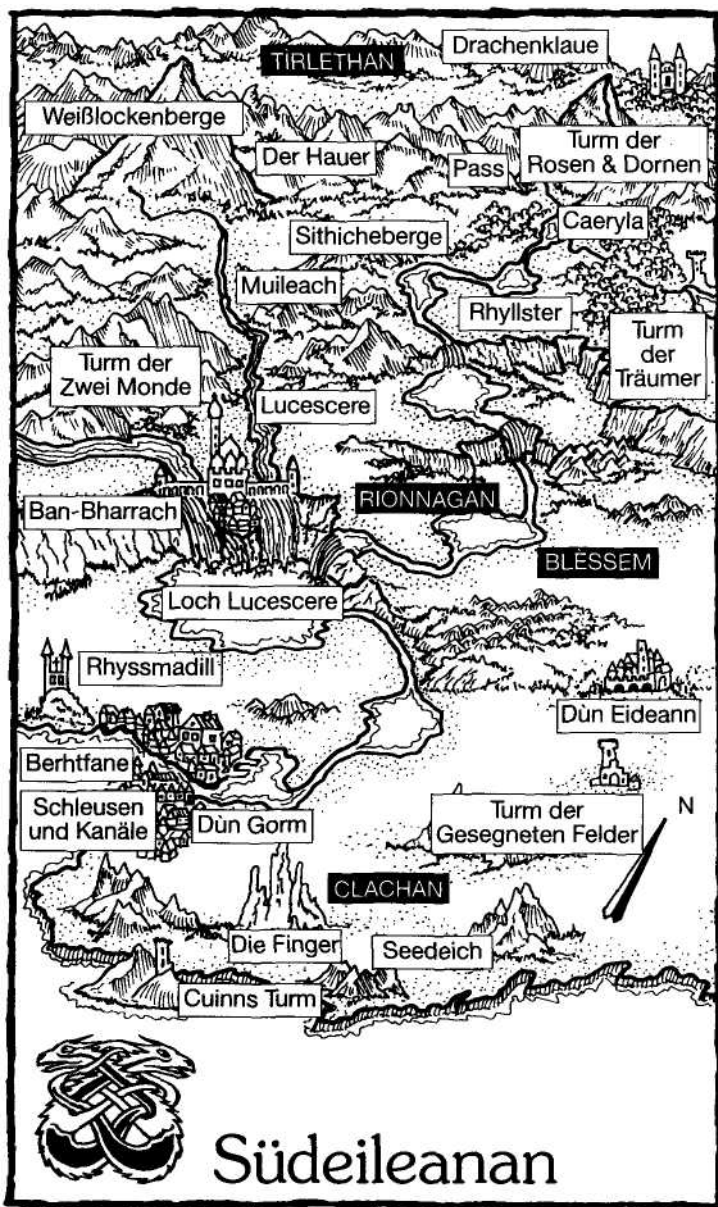 Drachenklaue
TIRLETHAN
Weißlockenberge
Der Hauer
Pass
Turm der
Rosen & Dornen
Sithicheberge
Caeryla
Muileach
Rhyllster
Turm
der
Träumer
Turm der
Zwei Monde
Lucescere
RIONNAGAN
Ban-Bharrach
BLÈSSEM
Loch Lucescere
Rhyssmadill
Dùn Eideann
Berhtfane
Schleusen
und Kanäle
Dùn Gorm
Turm der
Gesegneten Felder
N
CLACHAN
Die Finger
Seedeich
Cuinns Turm
Südeileanan